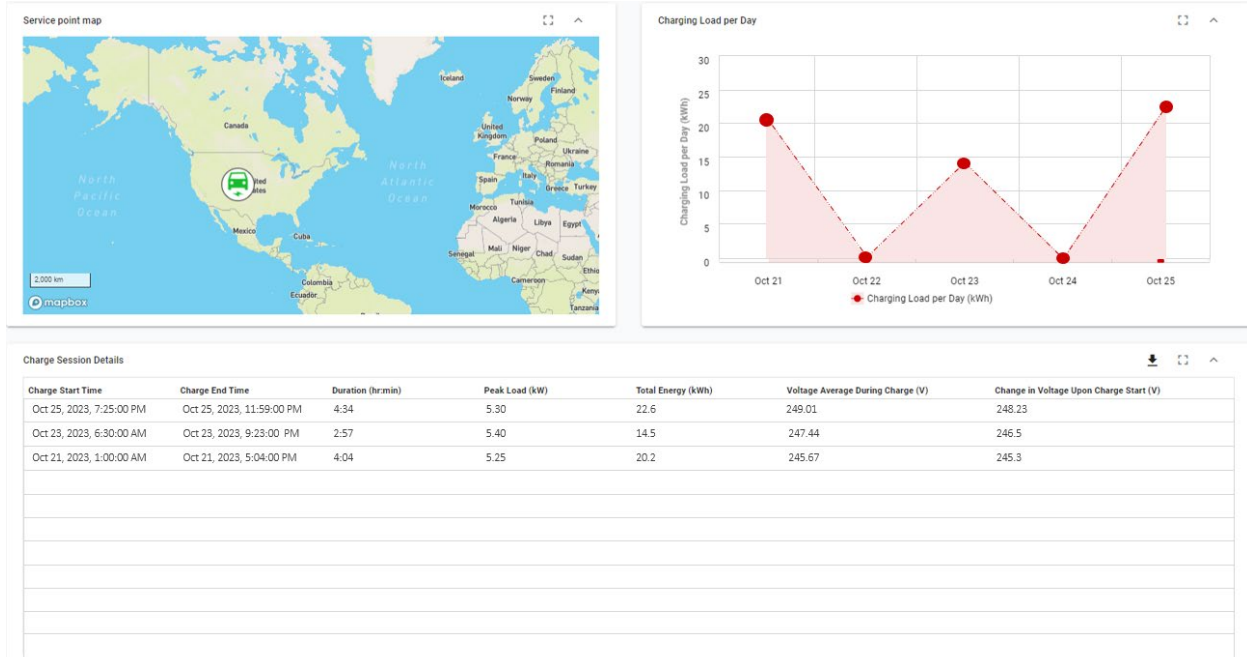 Service point map
Iceland
Sweden
Finland
Norway
Canada
United
Kingdom
Poland
Ukraine
France
Romania
North
Atlantic
Ocean
Italy
Spain
Greece Turkey
North
Pacific
Ocean
ited
ates
Tunisia
Morocco
Algeria
Libya
Egypt
Mexico
Cuba
Mali
Niger
Chad
Sudan
Senegal
2,000 km
Colombia
Cameroon
Ethio
Ecuador
Keny
mapbox
Tanzania
Charging Load per Day
Charging Load per Day (kWh)
30
25
20
15
10
5
0
Oct 21 Oct 22 Oct 23 Oct 24 Oct 25
Charging Load per Day (kWh)
Charge Session Details
Charge Start Time Charge End Time Duration (hr:min) Peak Load (kW) Total Energy (kWh) Voltage Average During Charge (V) Change in Voltage Upon Charge Start (V)
Oct 25, 2023, 7:25:00 PM Oct 25, 2023, 11:59:00 PM 4:34 5.30 22.6 249.01 248.23
Oct 23, 2023, 6:30:00 AM Oct 23, 2023, 9:23:00 PM 2:57 5.40 14.5 247.44 246.5
Oct 21, 2023, 1:00:00 AM Oct 21, 2023, 5:04:00 PM 4:04 5.25 20.2 245.67 245.3